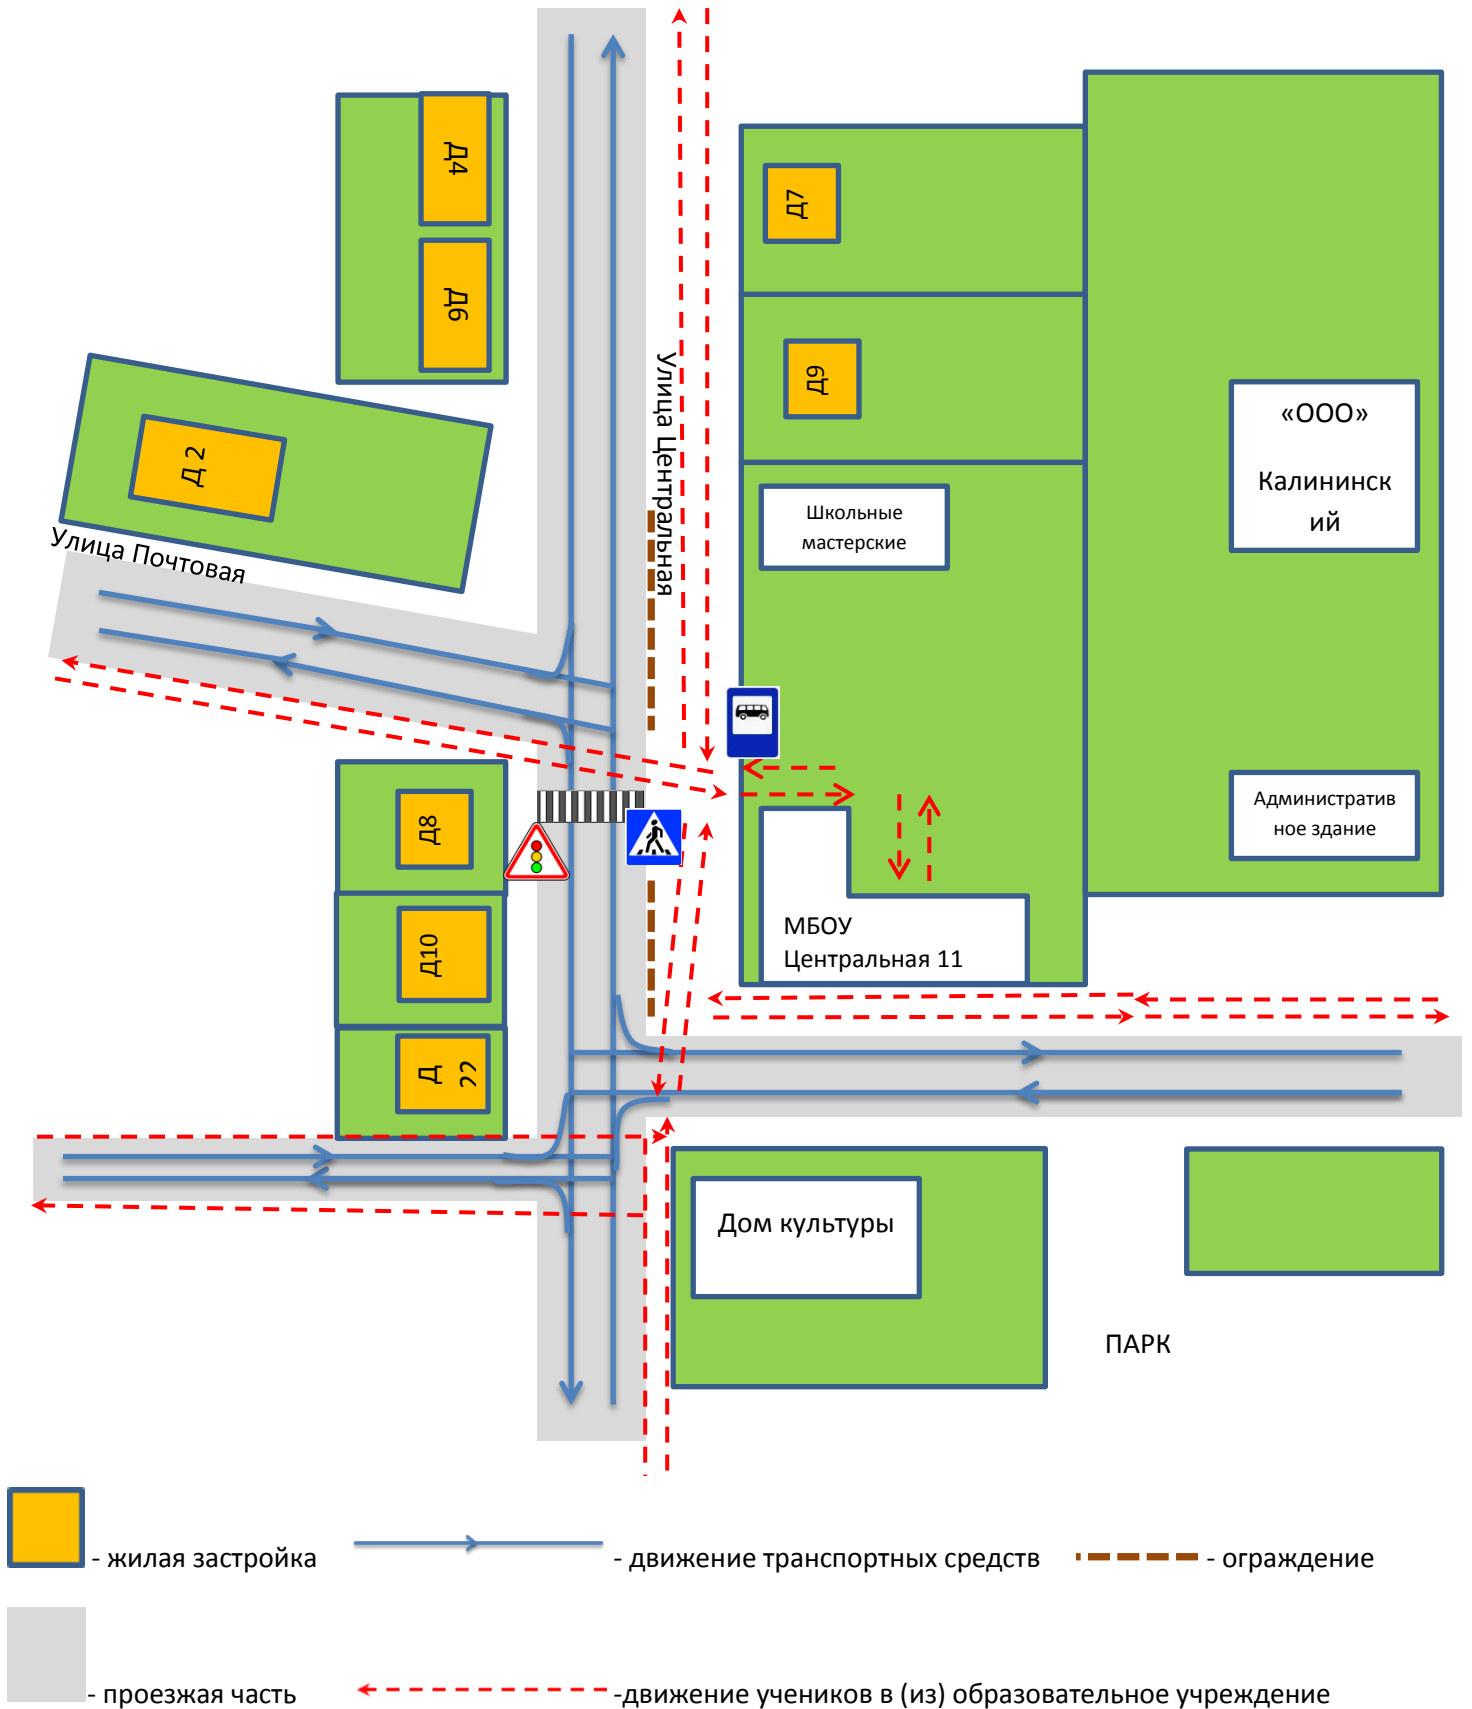 Д4
Д7
Д6
Улица Центральная
Д9
«ООО»
Калининск
ий
Д 2
Школьные
мастерские
Улица Почтовая
Д8
Административ
ное здание
Д10
МБОУ
Центральная 11
Д
22
Дом культуры
ПАРК
- жилая застройка
- движение транспортных средств
- ограждение
- проезжая часть
-движение учеников в (из) образовательное учреждение